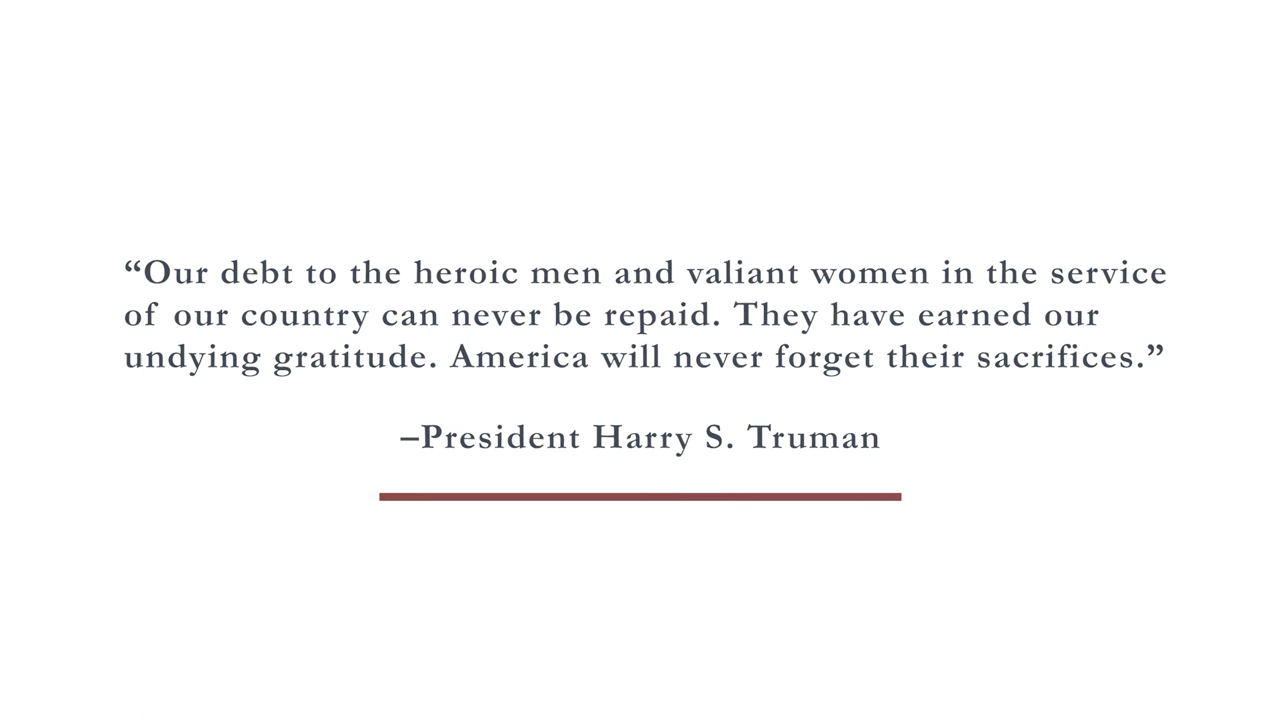 “Our debt to the heroic men and valiant women in the service
of our country can never be repaid. They have earned our
undying gratitude. America will never forget their sacrifices.”
–President Harry S. Truman